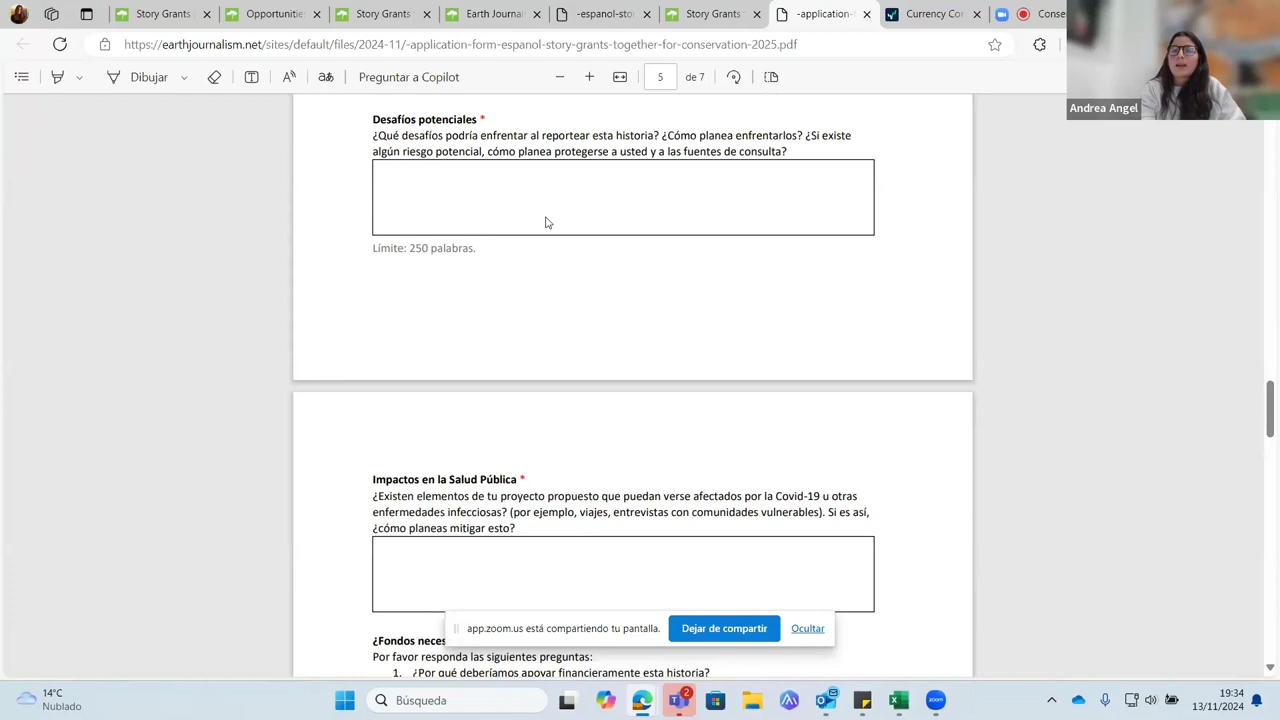 Story Grants
Opportunities
Story Grants
Earth Journal
-espanol-sto
Story Grants
-application-
Currency Con
Conse
https://earthjournalism.net/sites/default/files/2024-11/-application-form-espanol-story-grants-together-for-conservation-2025.pdf
Dibujar
Preguntar a Copilot
5
de 7
Andrea Angel
Desafíos potenciales *
¿Qué desafíos podría enfrentar al reportear esta historia? ¿Cómo planea enfrentarlos? ¿Si existe
algún riesgo potencial, cómo planea protegerse a usted y a las fuentes de consulta?
Límite: 250 palabras.
Impactos en la Salud Pública *
¿Existen elementos de tu proyecto propuesto que puedan verse afectados por la Covid-19 u otras
enfermedades infecciosas? (por ejemplo, viajes, entrevistas con comunidades vulnerables). Si es así,
¿cómo planeas mitigar esto?
app.zoom.us está compartiendo tu pantalla.
Dejar de compartir
Ocultar
¿Fondos neces
Por favor responda las siguientes preguntas:
1. ¿Por qué deberíamos apoyar financieramente esta historia?
14°C
Nublado
Búsqueda
2
zoom
19:34
13/11/2024